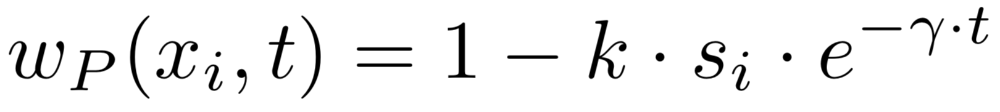 w_P(x_i, t) = 1 − k · s_i · e^{−γ·t}